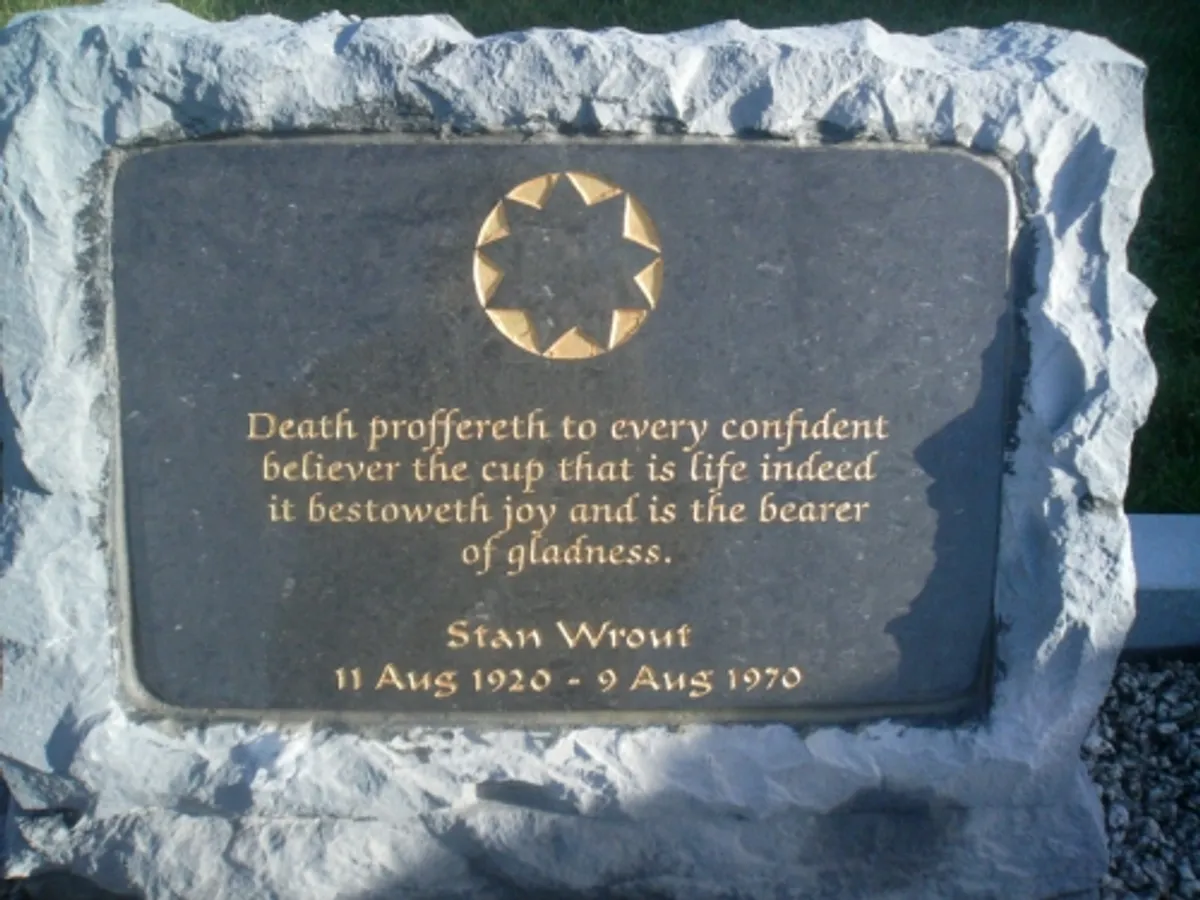 Death proffereth to every confident
believer the cup that is life indeed
it bestoweth joy and is the bearer
of gladness.
Stan Wrout
11 Aug 1920 - 9 Aug 1970